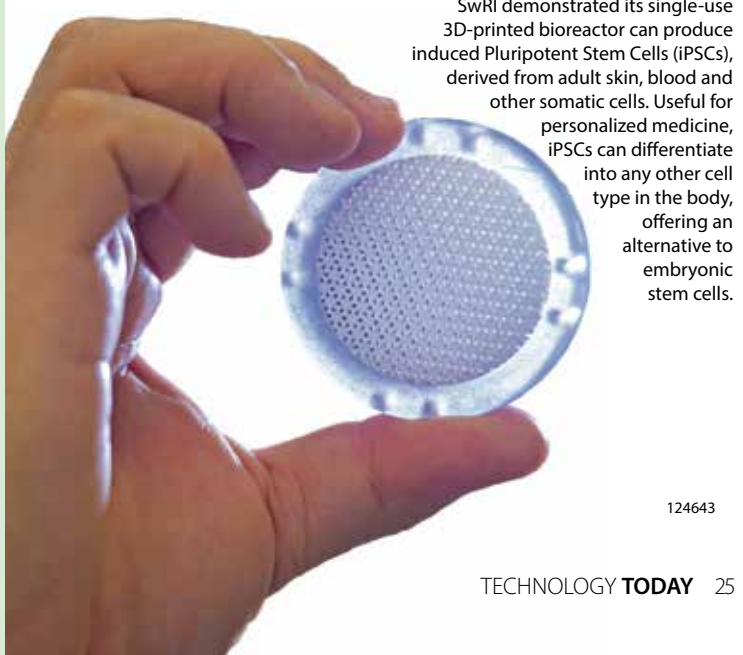 SwRI demonstrated its single-use
3D-printed bioreactor can produce
induced Pluripotent Stem Cells (iPSCs),
derived from adult skin, blood and
other somatic cells. Useful for
personalized medicine,
iPSCs can differentiate
into any other cell
type in the body,
offering an
alternative to
embryonic
stem cells.
124643
TECHNOLOGY TODAY 25